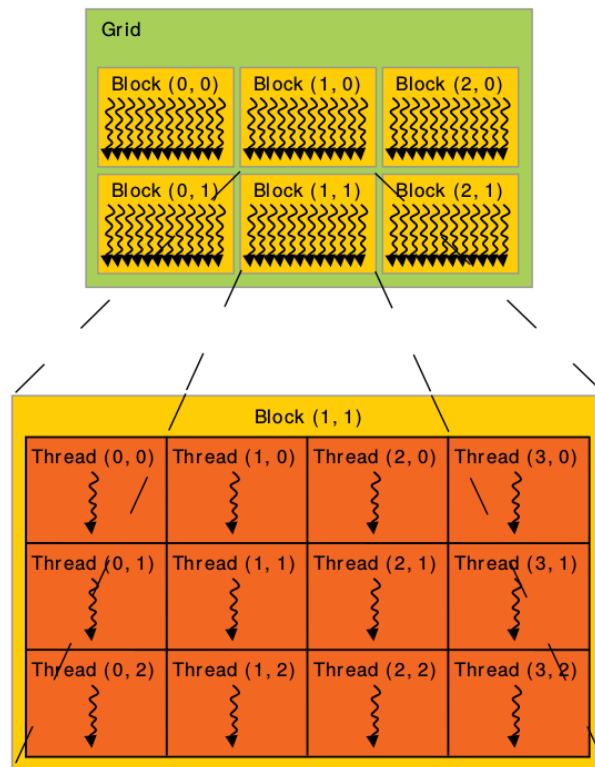 Grid
Block (0, 0) Block (1, 0) Block (2, 0)
Block (0, 1) Block (1, 1) Block (2, 1)
Block (1, 1)
Thread (0, 0) Thread (1, 0) Thread (2, 0) Thread (3, 0)
Thread (0, 1) Thread (1, 1) Thread (2, 1) Thread (3, 1)
Thread (0, 2) Thread (1, 2) Thread (2, 2) Thread (3, 2)